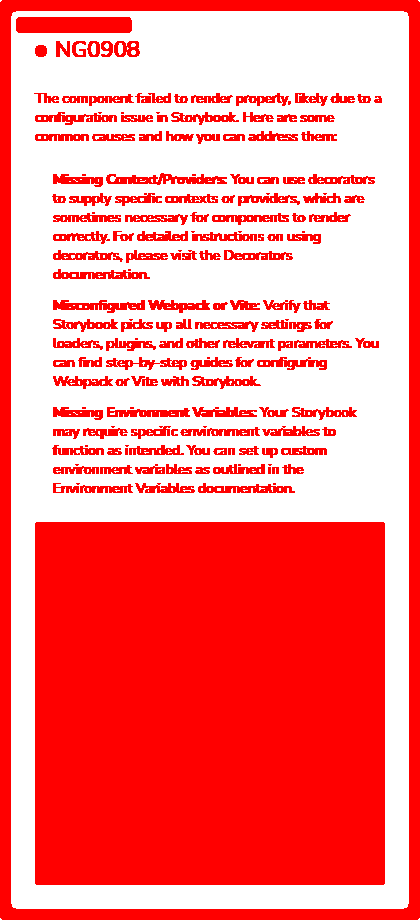 NG0908
The component failed to render properly, likely due to a
configuration issue in Storybook. Here are some
common causes and how you can address them:
Missing Context/Providers: You can use decorators
to supply specific contexts or providers, which are
sometimes necessary for components to render
correctly. For detailed instructions on using
decorators, please visit the Decorators
documentation.
Misconfigured Webpack or Vite: Verify that
Storybook picks up all necessary settings for
loaders, plugins, and other relevant parameters. You
can find step-by-step guides for configuring
Webpack or Vite with Storybook.
Missing Environment Variables: Your Storybook
may require specific environment variables to
function as intended. You can set up custom
environment variables as outlined in the
Environment Variables documentation.